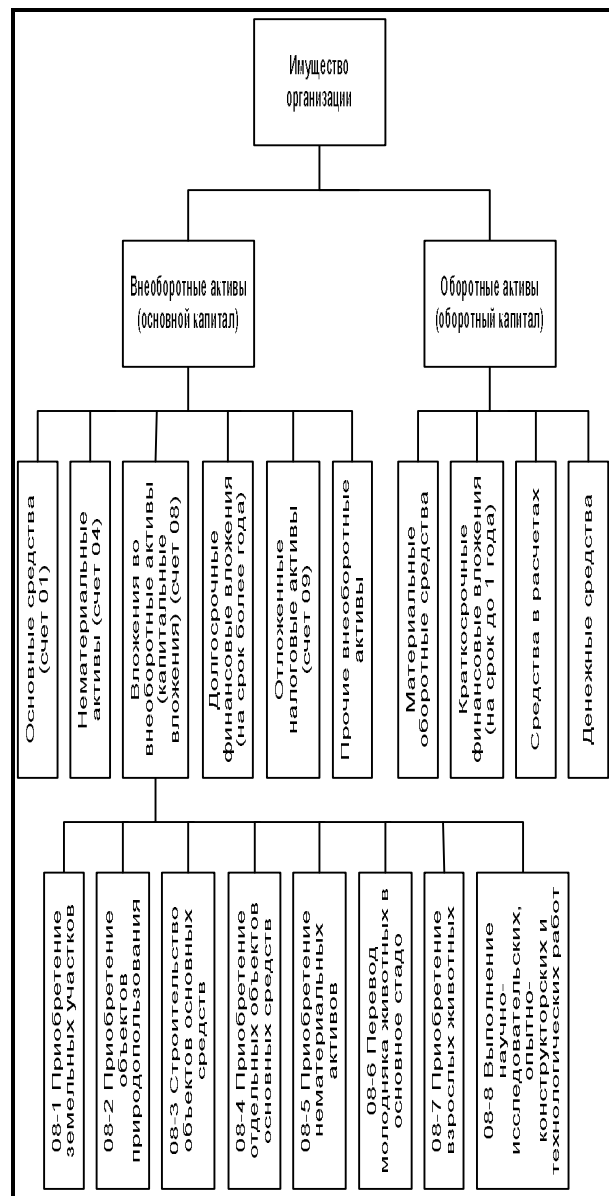 Имущество
организации
Внеоборотные активы
(основной капитал)
Оборотные активы
(оборотный капитал)
Основные средства
(счет 01)
Нематериальные
активы (счет 04)
Вложения во
внеоборотные активы
(капитальные
вложения) (счет 08)
Долгосрочные
финансовые вложения
(на срок более года)
Отложенные
налоговые активы
(счет 09)
Прочие внеоборотные
активы
Материальные
оборотные средства
Краткосрочные
финансовые вложения
(на срок до 1 года)
Средства в расчетах
Денежные средства
08-1 Приобретение
земельных участков
08-2 Приобретение
объектов
природопользования
08-3 Строительство
объектов основных
средств
08-4 Приобретение
отдельных объектов
основных средств
08-5 Приобретение
нематериальных
активов
08-6 Перевод
молодняка животных в
основное стадо
08-7 Приобретение
взрослых животных
08-8 Выполнение
научно-
исследовательских,
опытно-
конструкторских и
технологических работ